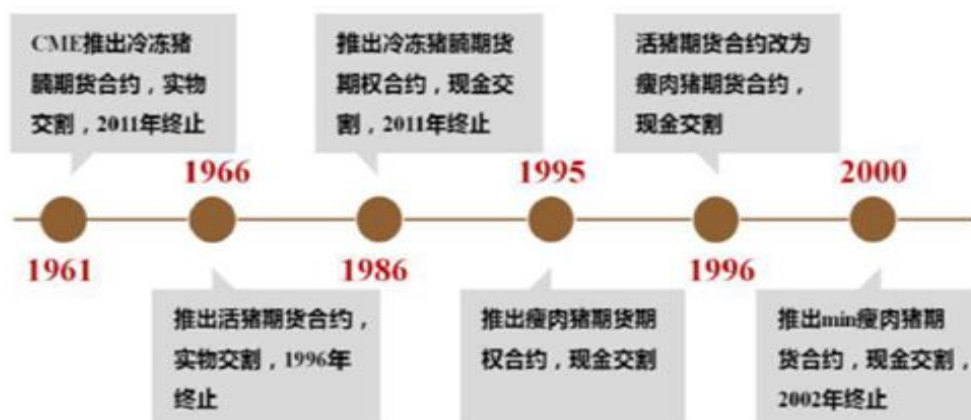 CME推出冷冻猪
腩期货合约，实物
交割，2011年终止
推出冷冻猪腩期货
期权合约，现金交
割，2011年终止
活猪期货合约改为
瘦肉猪期货合约，
现金交割
1966
1995
2000
1961
1986
1996
推出活猪期货合约，
实物交割，1996年
终止
推出瘦肉猪期货期
权合约，现金交割
推出min瘦肉猪期
货合约，现金交割，
2002年终止